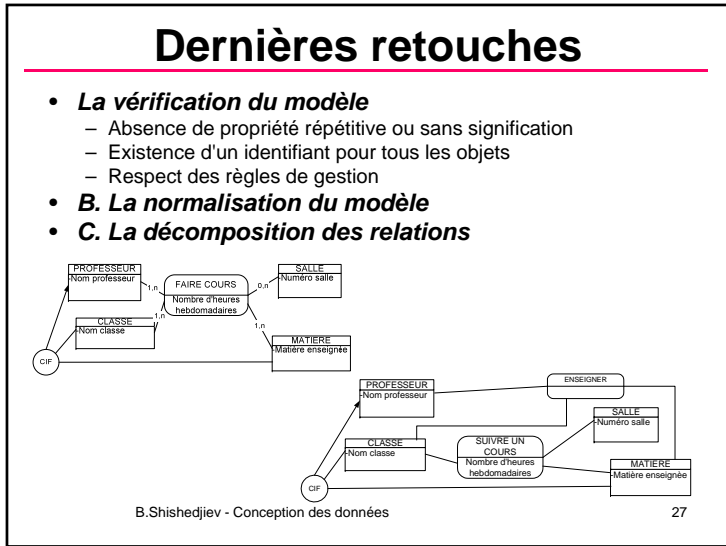 Dernières retouches
• La vérification du modèle
– Absence de propriété répétitive ou sans signification
– Existence d'un identifiant pour tous les objets
– Respect des règles de gestion
• B. La normalisation du modèle
• C. La décomposition des relations
PROFESSEUR
-Nom professeur
1,n
FAIRE COURS
Nombre d'heures
hebdomadaires
0,n
SALLE
-Numéro salle
CLASSE
-Nom classe
1,n
1,n
MATIERE
-Matière enseignée
CIF
PROFESSEUR
-Nom professeur
ENSEIGNER
SALLE
-Numéro salle
CLASSE
-Nom classe
SUIVRE UN
COURS
Nombre d'heures
hebdomadaires
MATIERE
-Matière enseignée
CIF
B.Shishedjiev - Conception des données
27